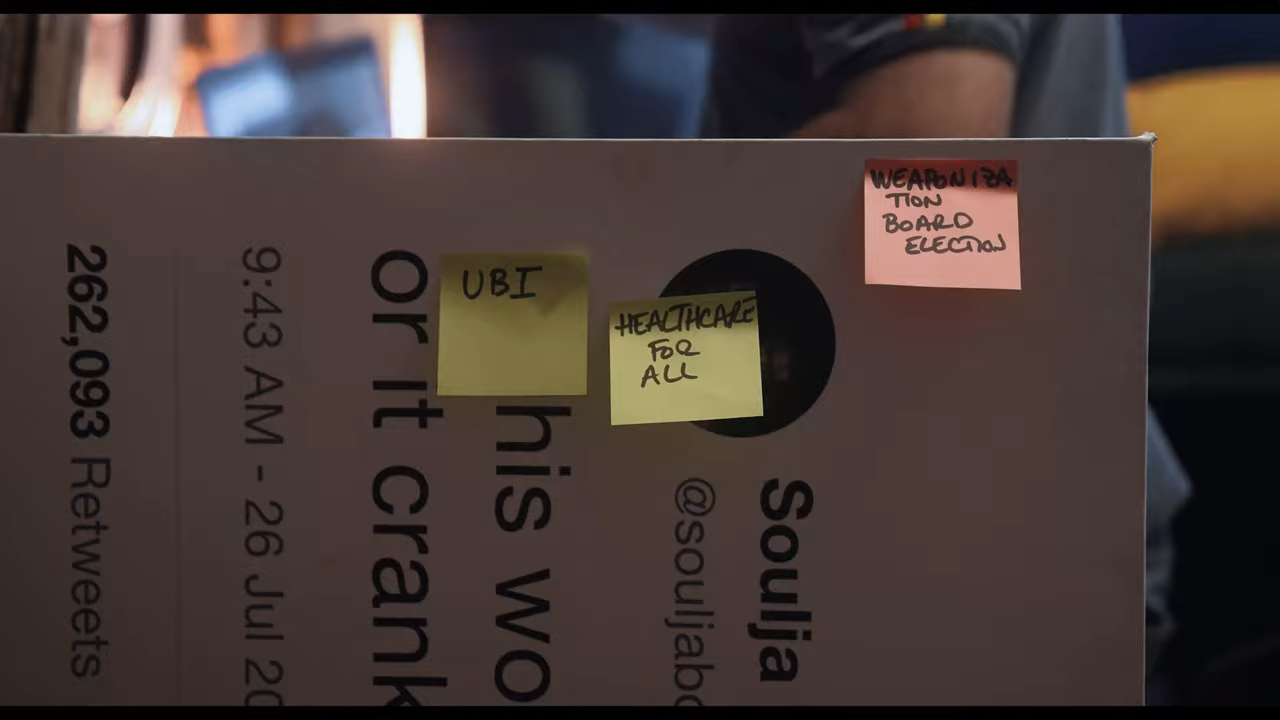 WEAPONIZA
TION
BOARD
ELECTION
UBI
HEALTHCARE
FOR
ALL
Soulja
@souljabo
his wo
or it crank
9:43 AM - 26 Jul 20
262,093 Retweets